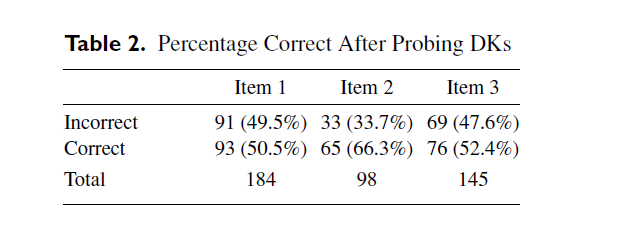 Table 2. Percentage Correct After Probing DKs
Item 1 Item 2 Item 3
Incorrect 91 (49.5%) 33 (33.7%) 69 (47.6%)
Correct 93 (50.5%) 65 (66.3%) 76 (52.4%)
Total 184 98 145